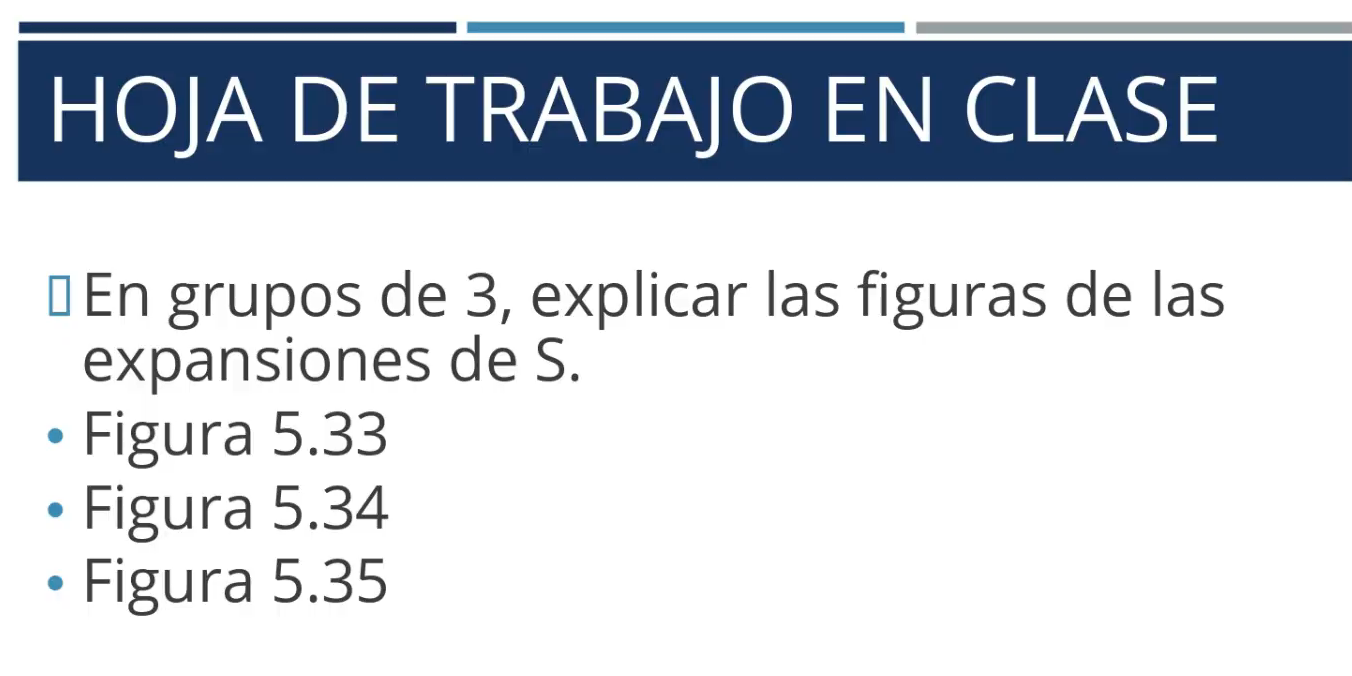 HOJA DE TRABAJO EN CLASE
En grupos de 3, explicar las figuras de las
expansiones de S.
• Figura 5.33
• Figura 5.34
• Figura 5.35